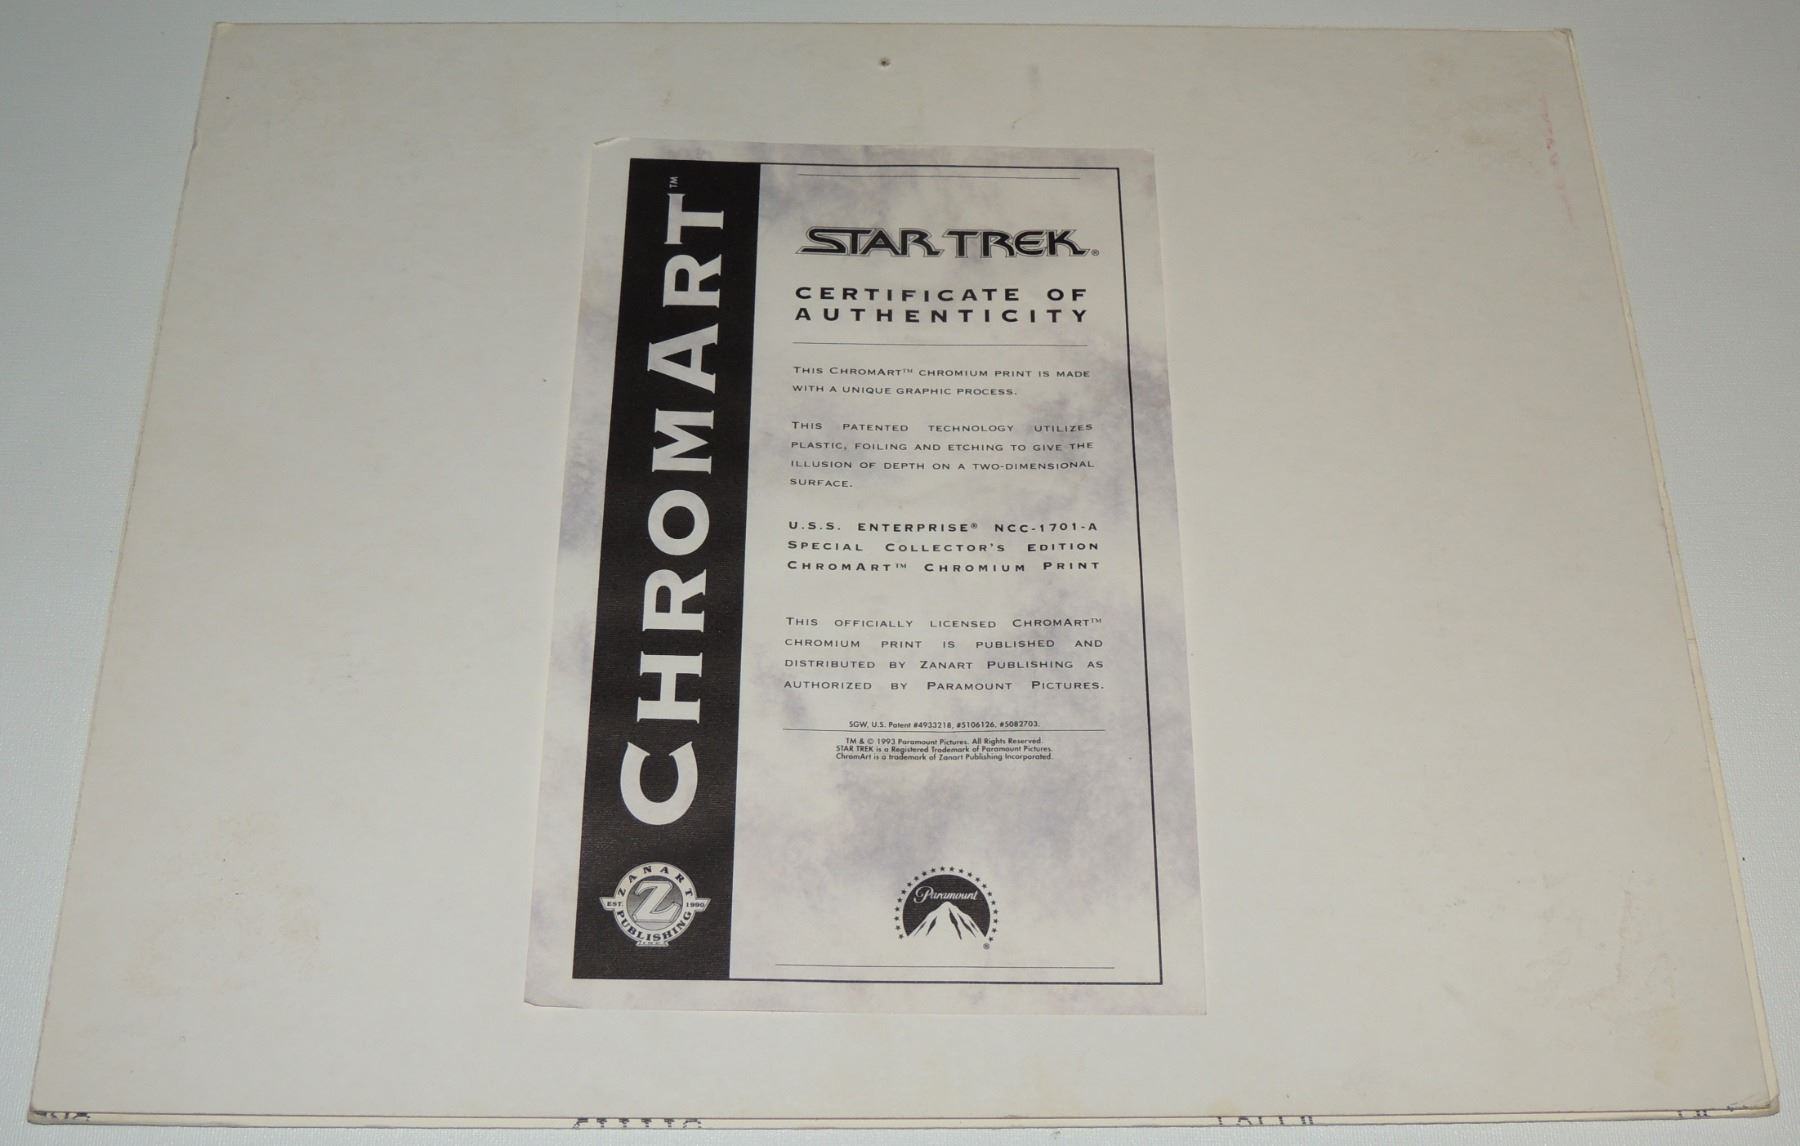 CHROMART™
STAR TREK®
CERTIFICATE OF
AUTHENTICITY
THIS CHROMART™ CHROMIUM PRINT IS MADE
WITH A UNIQUE GRAPHIC PROCESS.
THIS PATENTED TECHNOLOGY UTILIZES
PLASTIC, FOILING AND ETCHING TO GIVE THE
ILLUSION OF DEPTH ON A TWO-DIMENSIONAL
SURFACE.
U.S.S. ENTERPRISE® NCC-1701-A
SPECIAL COLLECTOR'S EDITION
CHROMART™ CHROMIUM PRINT
THIS OFFICIALLY LICENSED CHROMART™
CHROMIUM PRINT IS PUBLISHED AND
DISTRIBUTED BY ZANART PUBLISHING AS
AUTHORIZED BY PARAMOUNT PICTURES.
SGW, U.S. Patent #4933218, #5106126, #5082703.
TM & © 1993 Paramount Pictures. All Rights Reserved.
STAR TREK is a Registered Trademark of Paramount Pictures.
ChromArt is a trademark of Zanart Publishing Incorporated.
ZANART
EST. Z 1990
PUBLISHING
Paramount
®